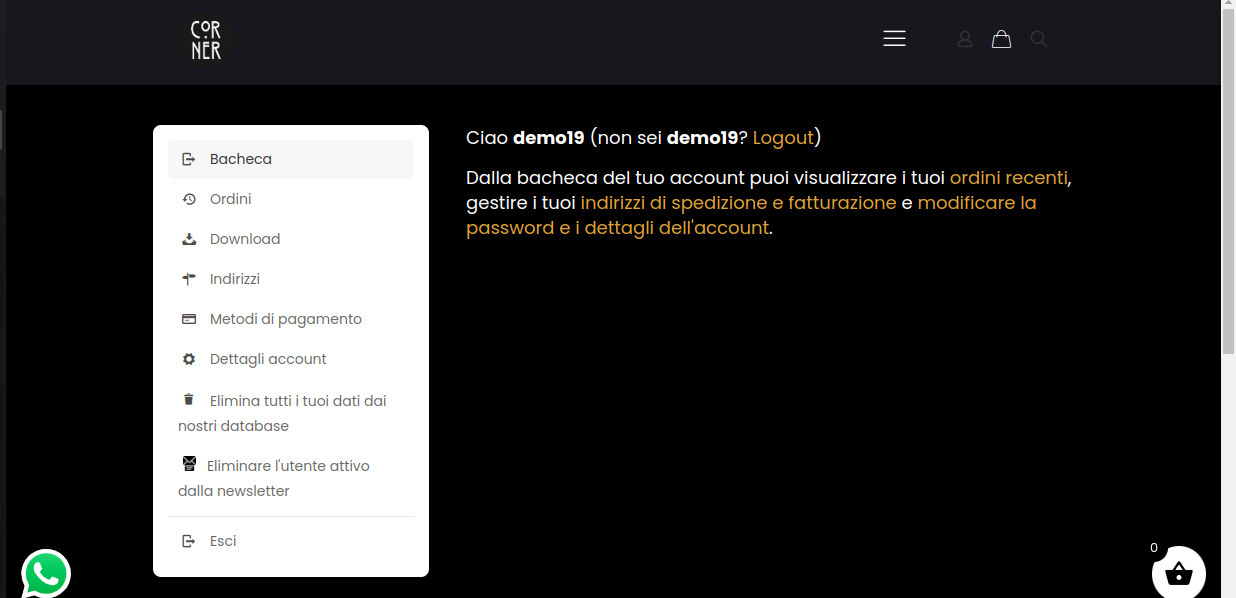 COR
NER
Bacheca
Ordini
Download
Indirizzi
Metodi di pagamento
Dettagli account
Elimina tutti i tuoi dati dai
nostri database
Eliminare l'utente attivo
dalla newsletter
Esci
Ciao demo19 (non sei demo19? Logout)
Dalla bacheca del tuo account puoi visualizzare i tuoi ordini recenti,
gestire i tuoi indirizzi di spedizione e fatturazione e modificare la
password e i dettagli dell'account.
0